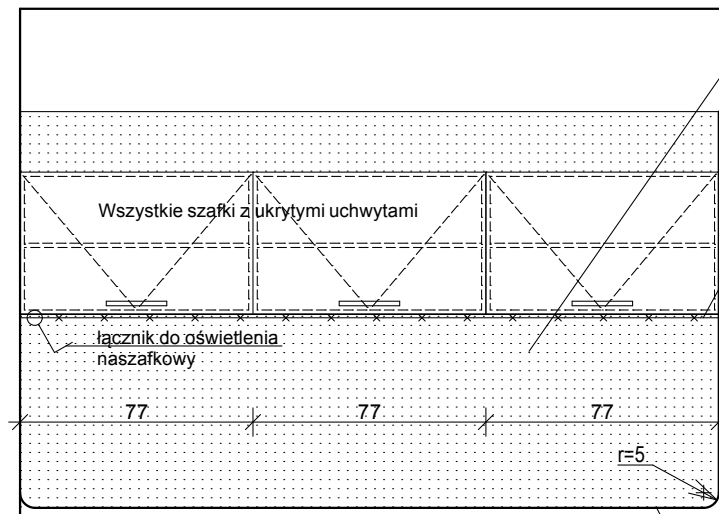 Wszystkie szafki z ukrytymi uchwytami
łącznik do oświetlenia
naszafkowy
77 77 77
r=5